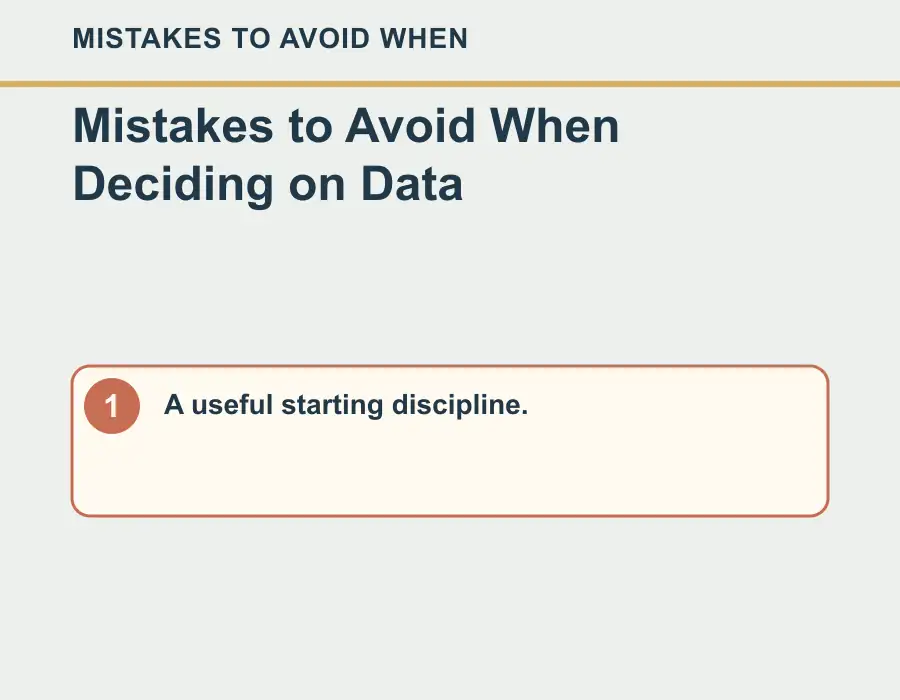 MISTAKES TO AVOID WHEN
Mistakes to Avoid When
Deciding on Data
1 A useful starting discipline.